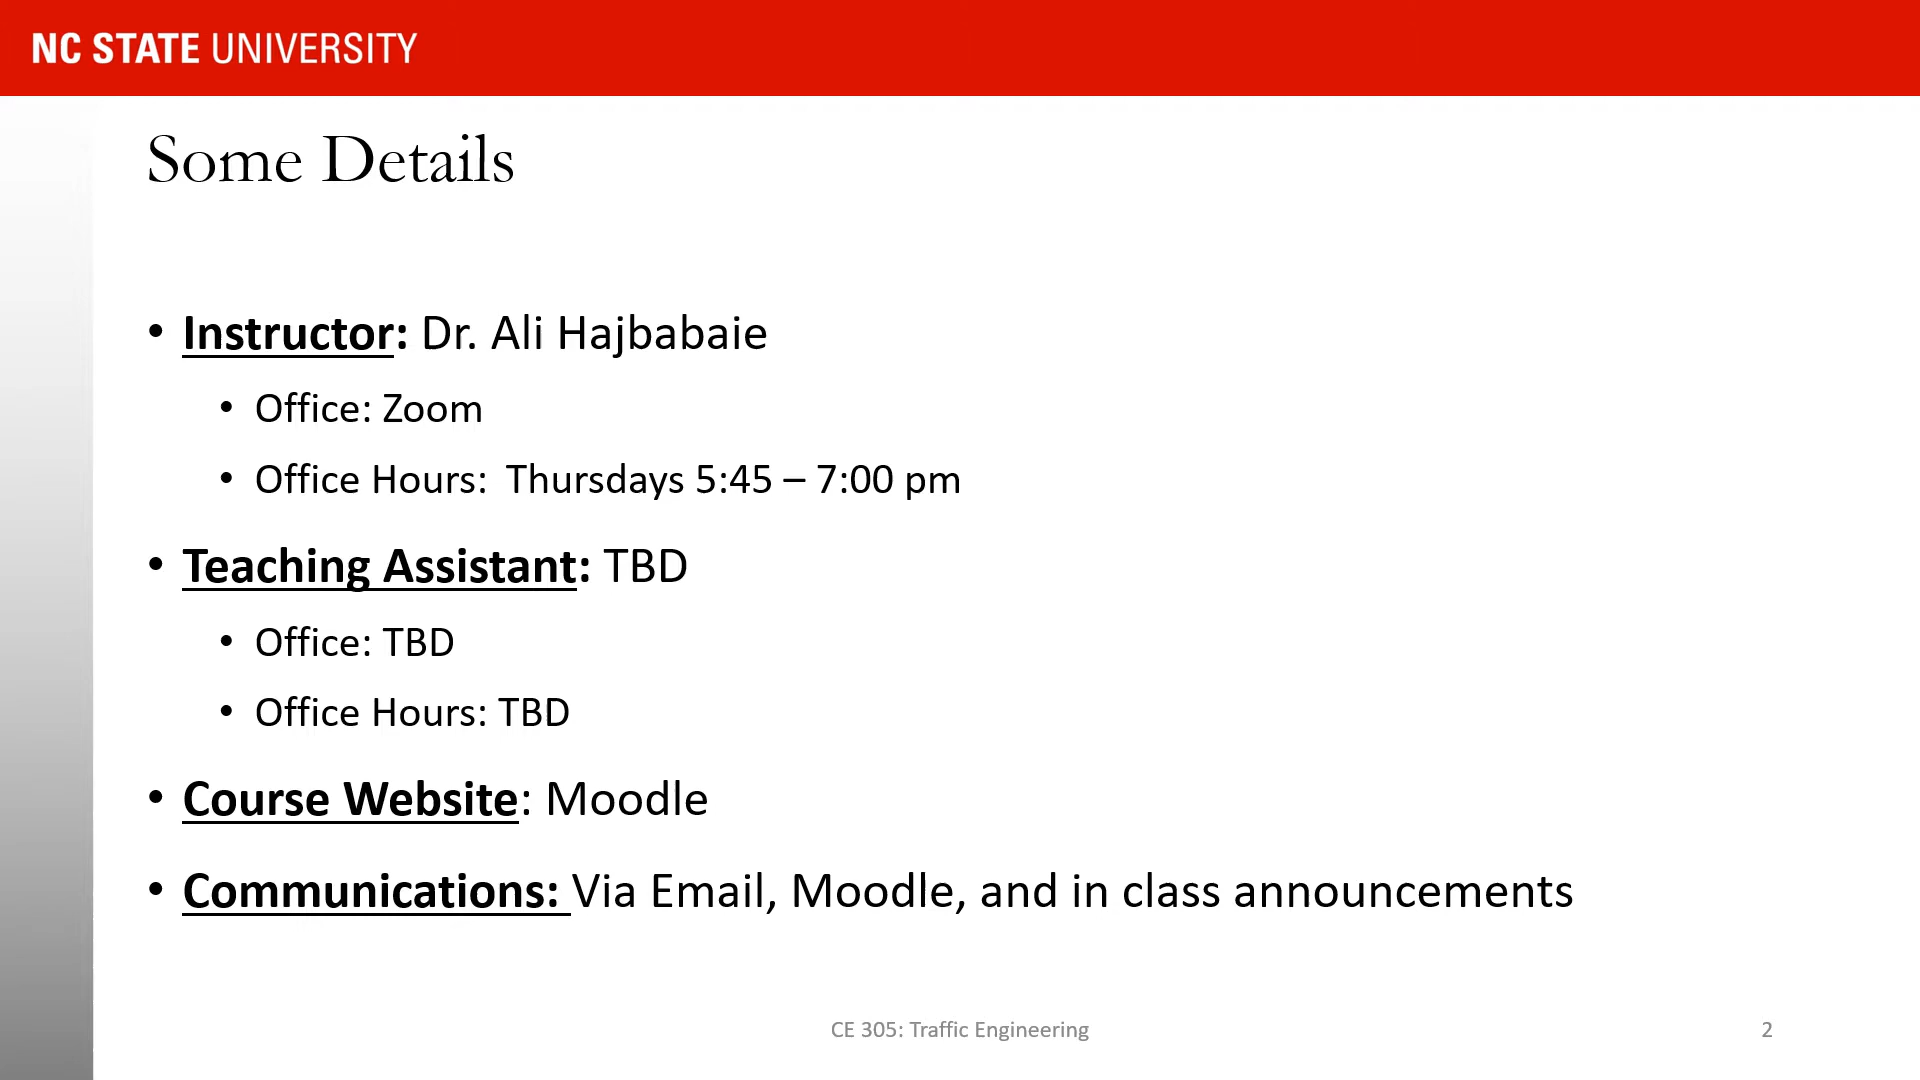 NC STATE UNIVERSITY
Some Details
• Instructor: Dr. Ali Hajbabaie
• Office: Zoom
• Office Hours:  Thursdays 5:45 – 7:00 pm
• Teaching Assistant: TBD
• Office: TBD
• Office Hours: TBD
• Course Website: Moodle
• Communications: Via Email, Moodle, and in class announcements
CE 305: Traffic Engineering
2